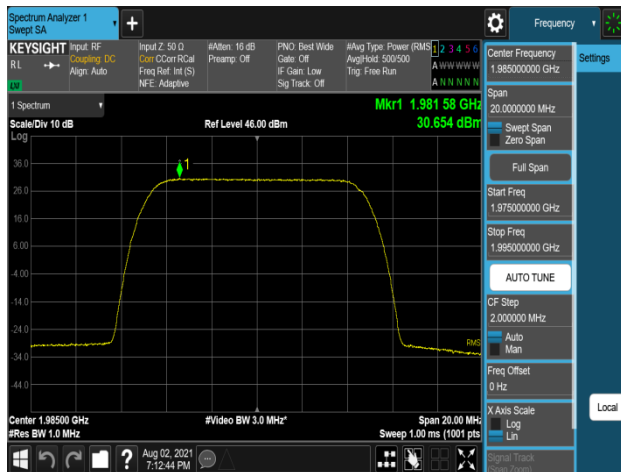 Spectrum Analyzer 1
Swept SA
+
Frequency
KEYSIGHT
RL
Input: RF
Coupling: DC
Align: Auto
Input Z: 50 Ω
Corr CCorr RCal
Freq Ref: Int (S)
NFE: Adaptive
#Atten: 16 dB
Preamp: Off
PNO: Best Wide
Gate: Off
IF Gain: Low
Sig Track: Off
#Avg Type: Power (RMS
Avg|Hold: 500/500
Trig: Free Run
1 2 3 4 5 6
A W W W W W
A N N N N N
1 Spectrum
Mkr1 1.981 58 GHz
30.654 dBm
Scale/Div 10 dB
Ref Level 46.00 dBm
Log
36.0
26.0
16.0
6.00
-4.00
-14.0
-24.0
-34.0
-44.0
1
RMS
Center 1.98500 GHz
#Video BW 3.0 MHz*
Span 20.00 MHz
#Res BW 1.0 MHz
Sweep 1.00 ms (1001 pts
Center Frequency
1.985000000 GHz
Span
20.0000000 MHz
Swept Span
Zero Span
Full Span
Start Freq
1.975000000 GHz
Stop Freq
1.995000000 GHz
AUTO TUNE
CF Step
2.000000 MHz
Auto
Man
Freq Offset
0 Hz
X Axis Scale
Log
Lin
Signal Track
(Span Zoom)
Settings
Local
?
Aug 02, 2021
7:12:44 PM